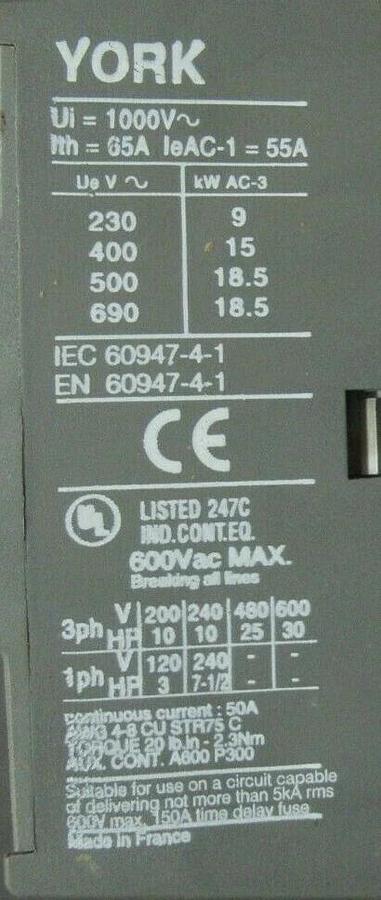 YORK
Ui = 1000V~
Ith = 65A IeAC-1 = 55A
Ue V ~ kW AC-3
230 9
400 15
500 18.5
690 18.5
IEC 60947-4-1
EN 60947-4-1
CE
UL LISTED 247C
IND.CONT.EQ.
600Vac MAX.
Breaking all lines
3ph V 200 240 480 600
HP 10 10 25 30
1ph V 120 240 - -
HP 3 7-1/2 - -
continuous current : 50A
AWG 4-8 CU STR75 C
TORQUE 20 lb.in - 2.3Nm
AUX. CONT. A600 P300
Suitable for use on a circuit capable
of delivering not more than 5kA rms
600V max, 150A time delay fuse
Made in France